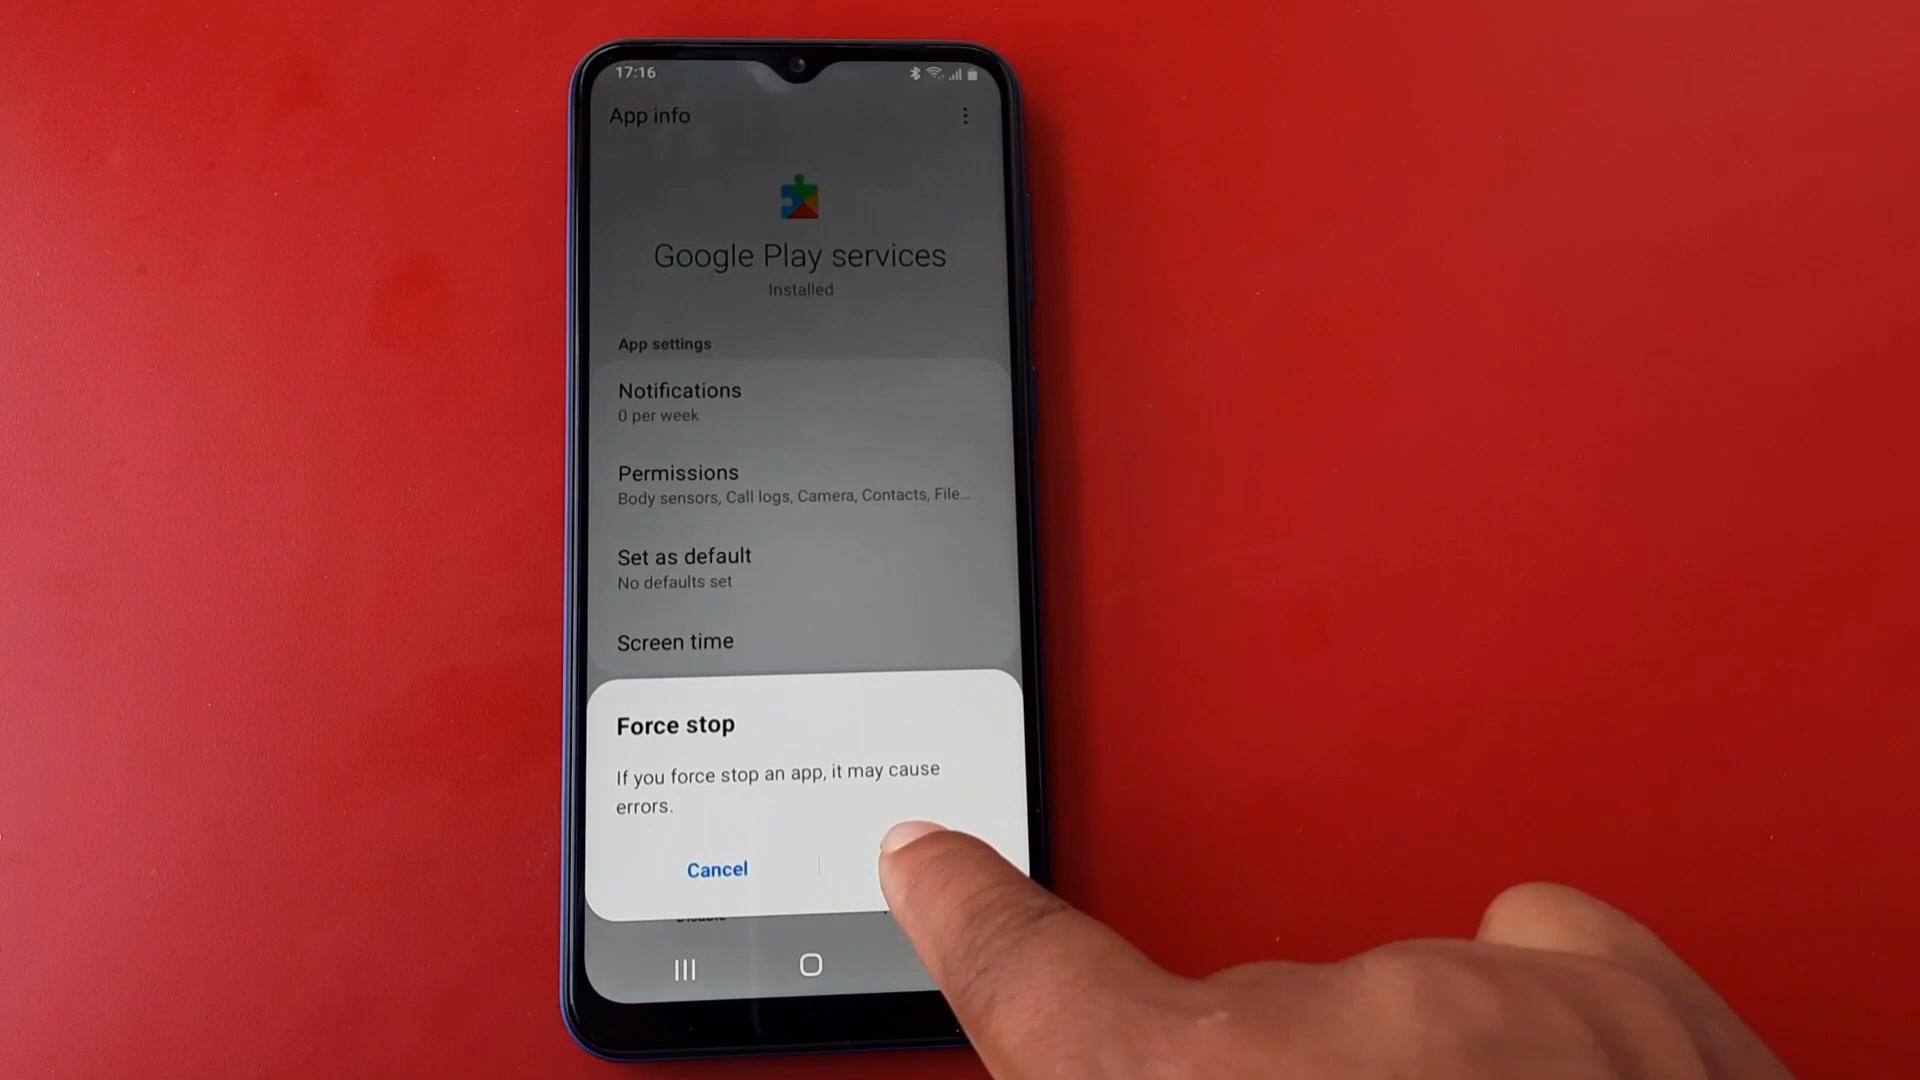 17:16
App info
Google Play services
Installed
App settings
Notifications
0 per week
Permissions
Body sensors, Call logs, Camera, Contacts, File...
Set as default
No defaults set
Screen time
Force stop
If you force stop an app, it may cause
errors.
Cancel